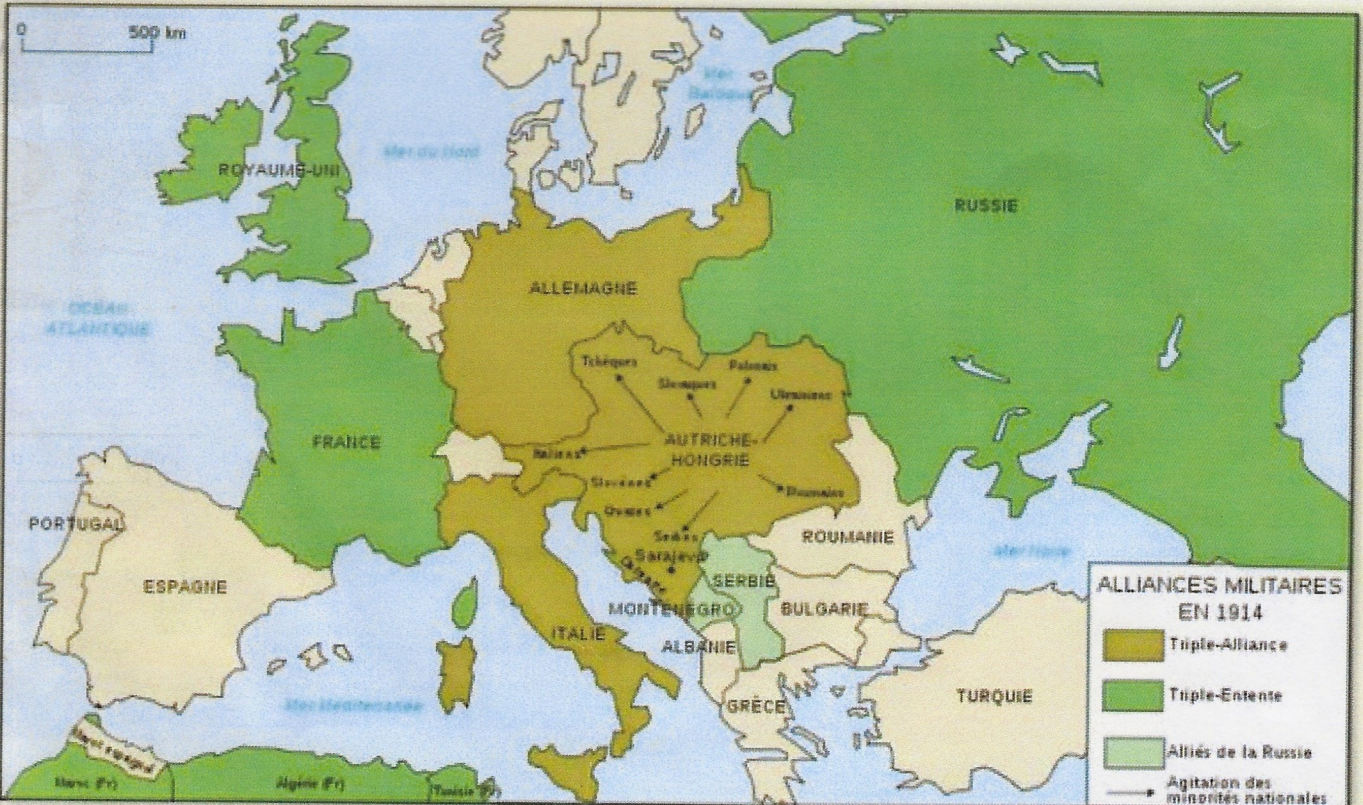 0 500 km
Mer
Baltique
Mer du Nord
ROYAUME-UNI
RUSSIE
OCEAN
ATLANTIQUE
ALLEMAGNE
Tchèques
Slovaques
Polonais
Ukrainiens
FRANCE
AUTRICHE-
HONGRIE
Italiens
Slovènes
Roumains
Serbes
Sarajevo
PORTUGAL
ESPAGNE
ROUMANIE
Mer Noire
SERBIE
MONTENEGRO
BULGARIE
ITALIE
ALBANIE
GRÈCE
TURQUIE
Mer Méditerranée
Maroc espagnol
Maroc (Fr)
Algérie (Fr)
Tunisie (Fr)
ALLIANCES MILITAIRES
EN 1914
Triple-Alliance
Triple-Entente
Alliés de la Russie
Agitation des
minorités nationales